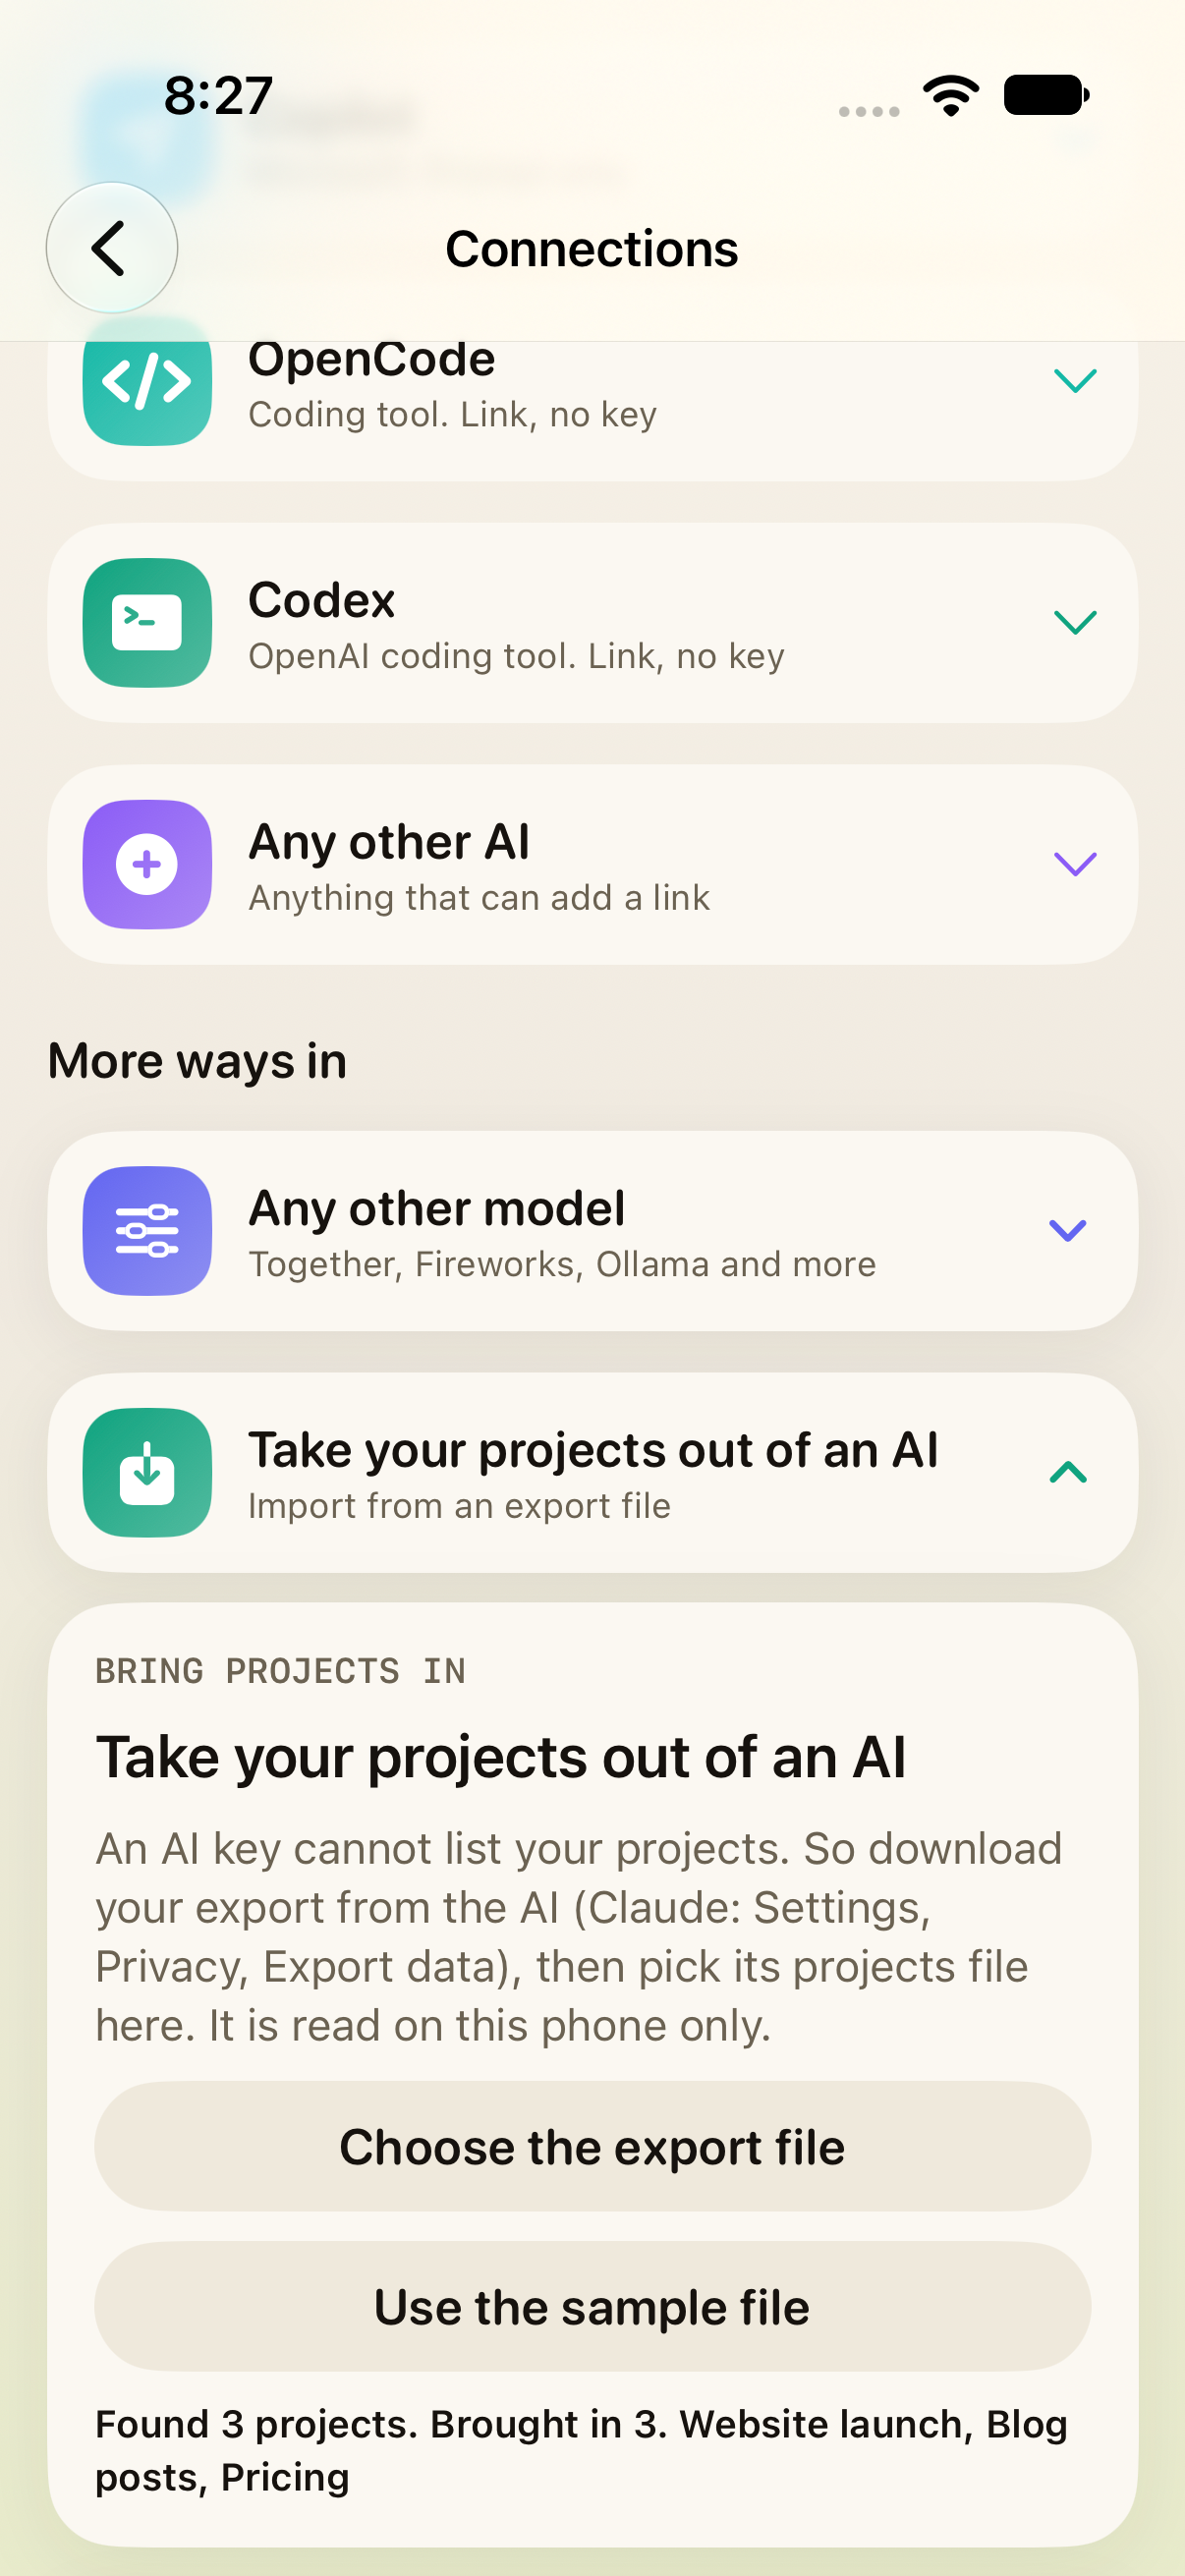 8:27
Connections
OpenCode
Coding tool. Link, no key
Codex
OpenAI coding tool. Link, no key
Any other AI
Anything that can add a link
More ways in
Any other model
Together, Fireworks, Ollama and more
Take your projects out of an AI
Import from an export file
BRING PROJECTS IN
Take your projects out of an AI
An AI key cannot list your projects. So download
your export from the AI (Claude: Settings,
Privacy, Export data), then pick its projects file
here. It is read on this phone only.
Choose the export file
Use the sample file
Found 3 projects. Brought in 3. Website launch, Blog
posts, Pricing